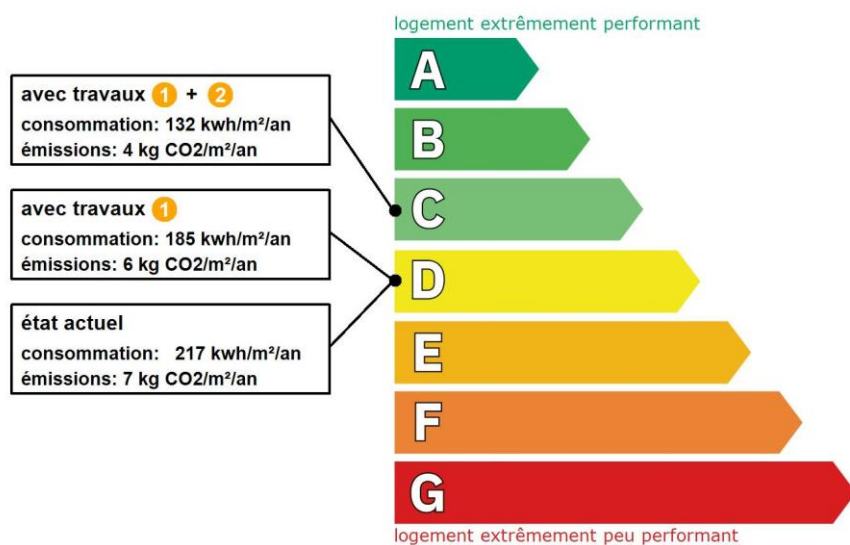 logement extrêmement performant
A
avec travaux 1 + 2
consommation: 132 kwh/m²/an
émissions: 4 kg CO2/m²/an
B
avec travaux 1
consommation: 185 kwh/m²/an
émissions: 6 kg CO2/m²/an
C
D
état actuel
consommation: 217 kwh/m²/an
émissions: 7 kg CO2/m²/an
E
F
G
logement extrêmement peu performant